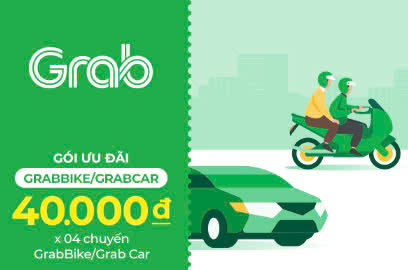 Grab
GÓI ƯU ĐÃI
GRABBIKE/GRABCAR
40.000đ
x 04 chuyến
GrabBike/Grab Car